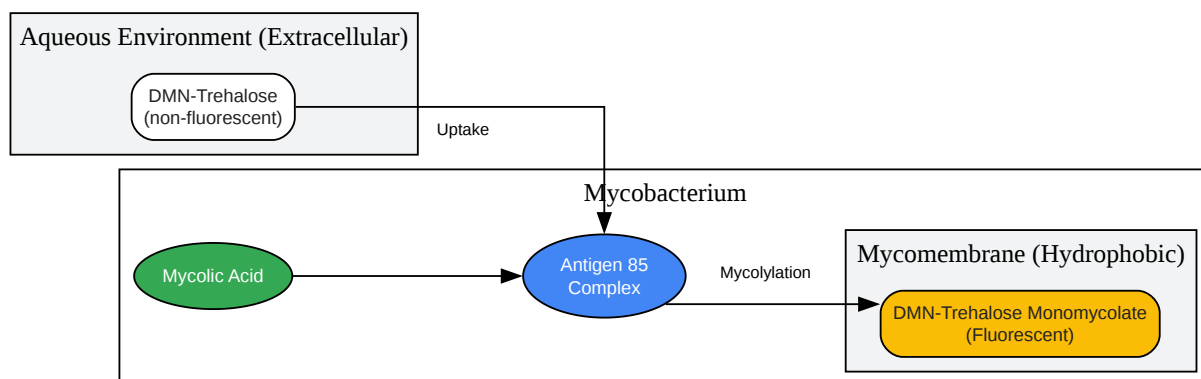 Aqueous Environment (Extracellular)
DMN-Trehalose
(non-fluorescent)
Uptake
Mycobacterium
Mycolic Acid
Antigen 85
Complex
Mycolylation
Mycomembrane (Hydrophobic)
DMN-Trehalose Monomycolate
(Fluorescent)